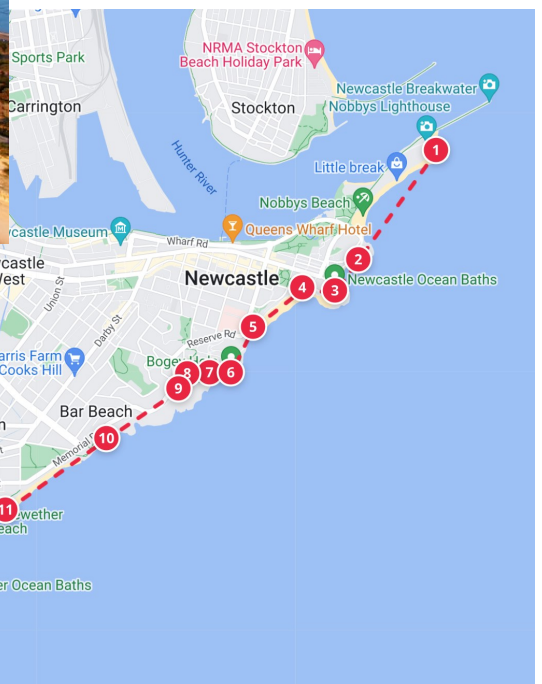 Sports Park
NRMA Stockton
Beach Holiday Park
Carrington
Stockton
Newcastle Breakwater
Nobbys Lighthouse
1
Hunter River
Little break
Nobbys Beach
castle Museum
Queens Wharf Hotel
Wharf Rd
2
castle
est
Newcastle
4
3
Newcastle Ocean Baths
Union St
Darby St
5
Reserve Rd
arris Farm
Cooks Hill
8
7
6
9
Bar Beach
10
Memorial
11
ewether
each
er Ocean Baths